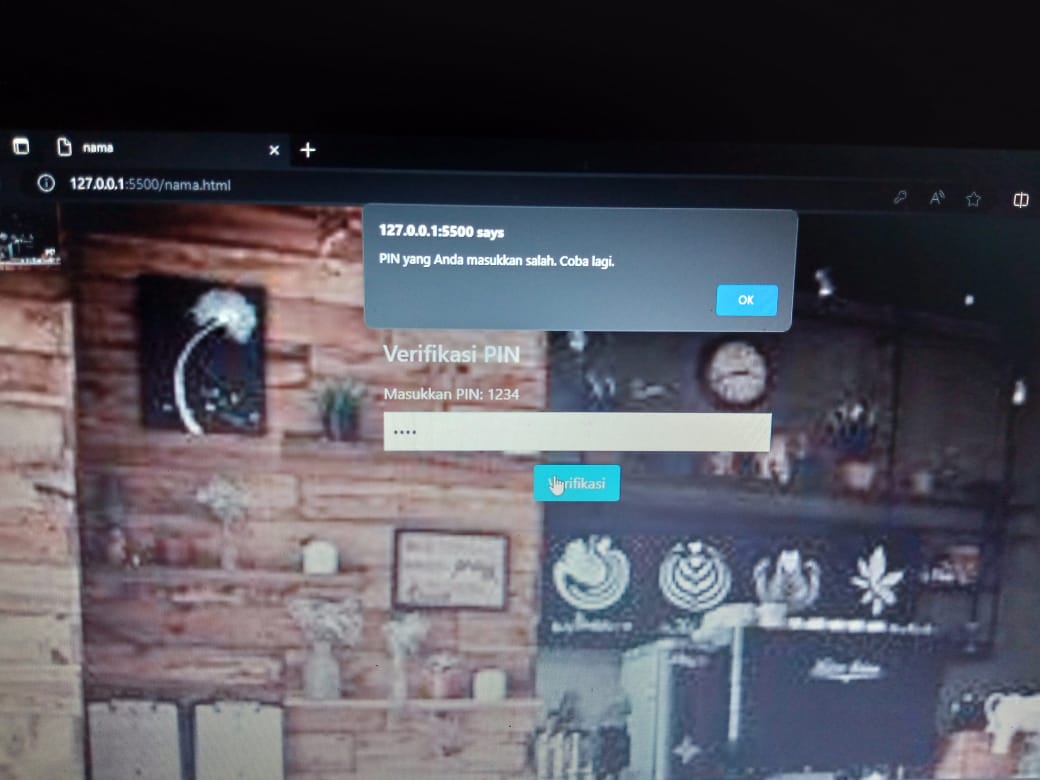 nama
127.0.0.1:5500/nama.html
127.0.0.1:5500 says
PIN yang Anda masukkan salah. Coba lagi.
OK
Verifikasi PIN
Masukkan PIN: 1234
••••
Verifikasi